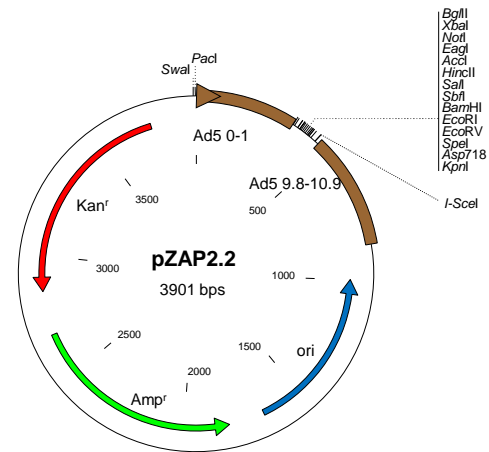 BglII
XbaI
NotI
EagI
AccI
HincII
SalI
SbfI
BamHI
EcoRI
EcoRV
SpeI
Asp718
KpnI
PacI
SwaI
Ad5 0-1
Ad5 9.8-10.9
I-SceI
Kanr
3500
500
pZAP2.2
3901 bps
3000
1000
2500
1500
ori
2000
Ampr